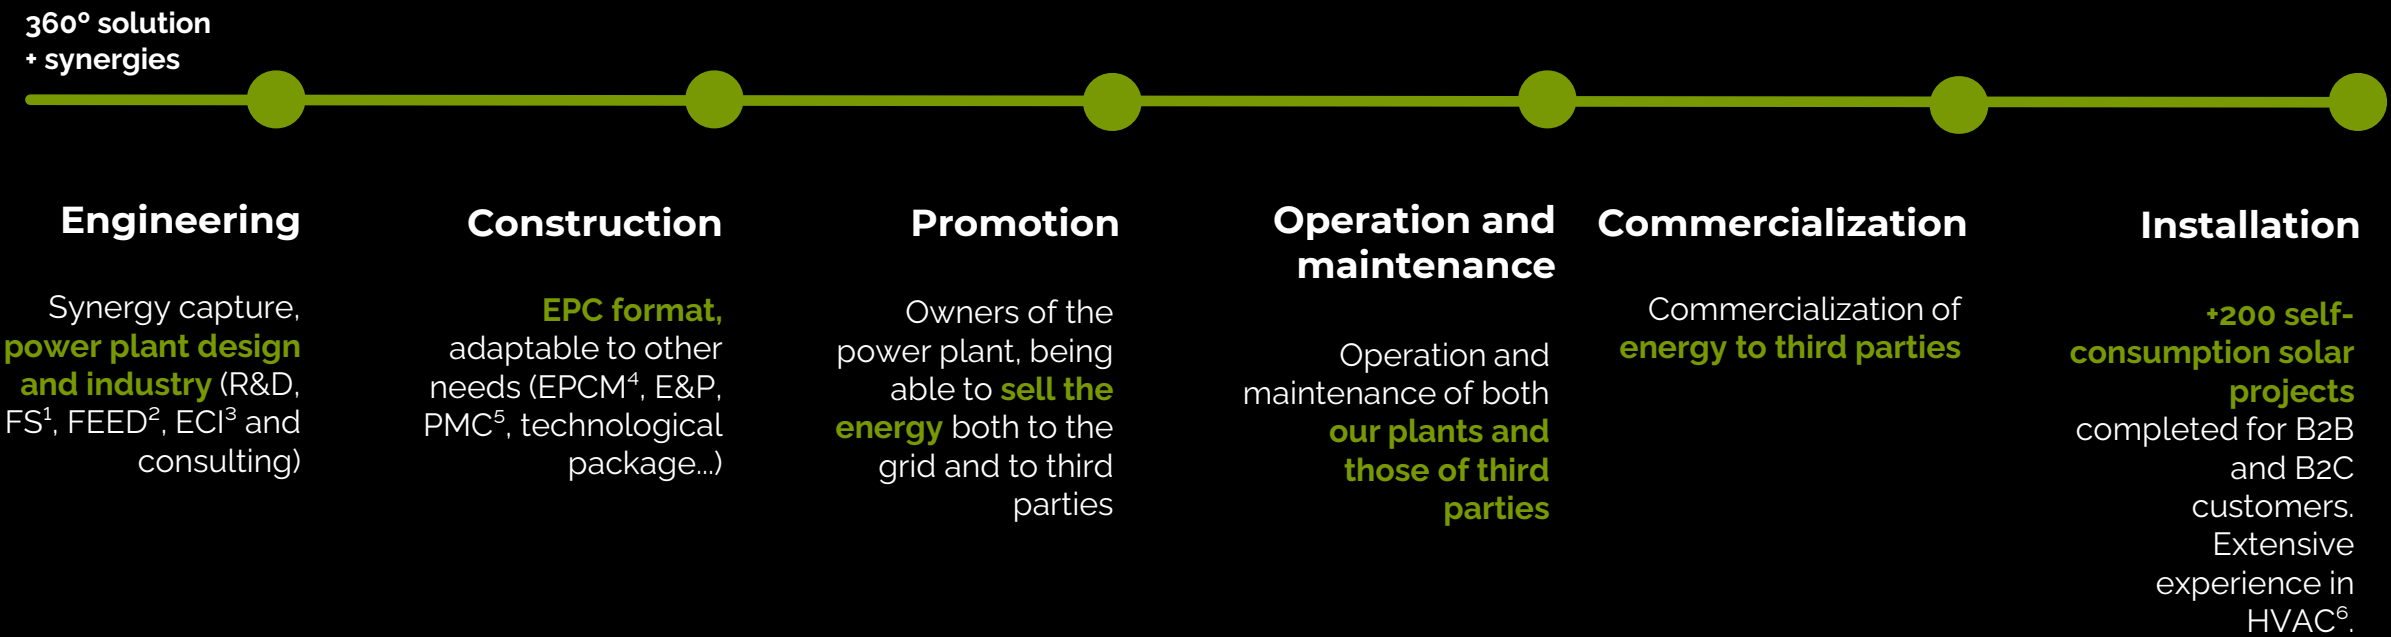 360º solution
+ synergies
Engineering
Synergy capture,
power plant design
and industry (R&D,
FS¹, FEED², ECI³ and
consulting)
Construction
EPC format,
adaptable to other
needs (EPCM⁴, E&P,
PMC⁵, technological
package...)
Promotion
Owners of the
power plant, being
able to sell the
energy both to the
grid and to third
parties
Operation and
maintenance
Operation and
maintenance of both
our plants and
those of third
parties
Commercialization
Commercialization of
energy to third parties
Installation
+200 self-
consumption solar
projects
completed for B2B
and B2C
customers.
Extensive
experience in
HVAC⁶.